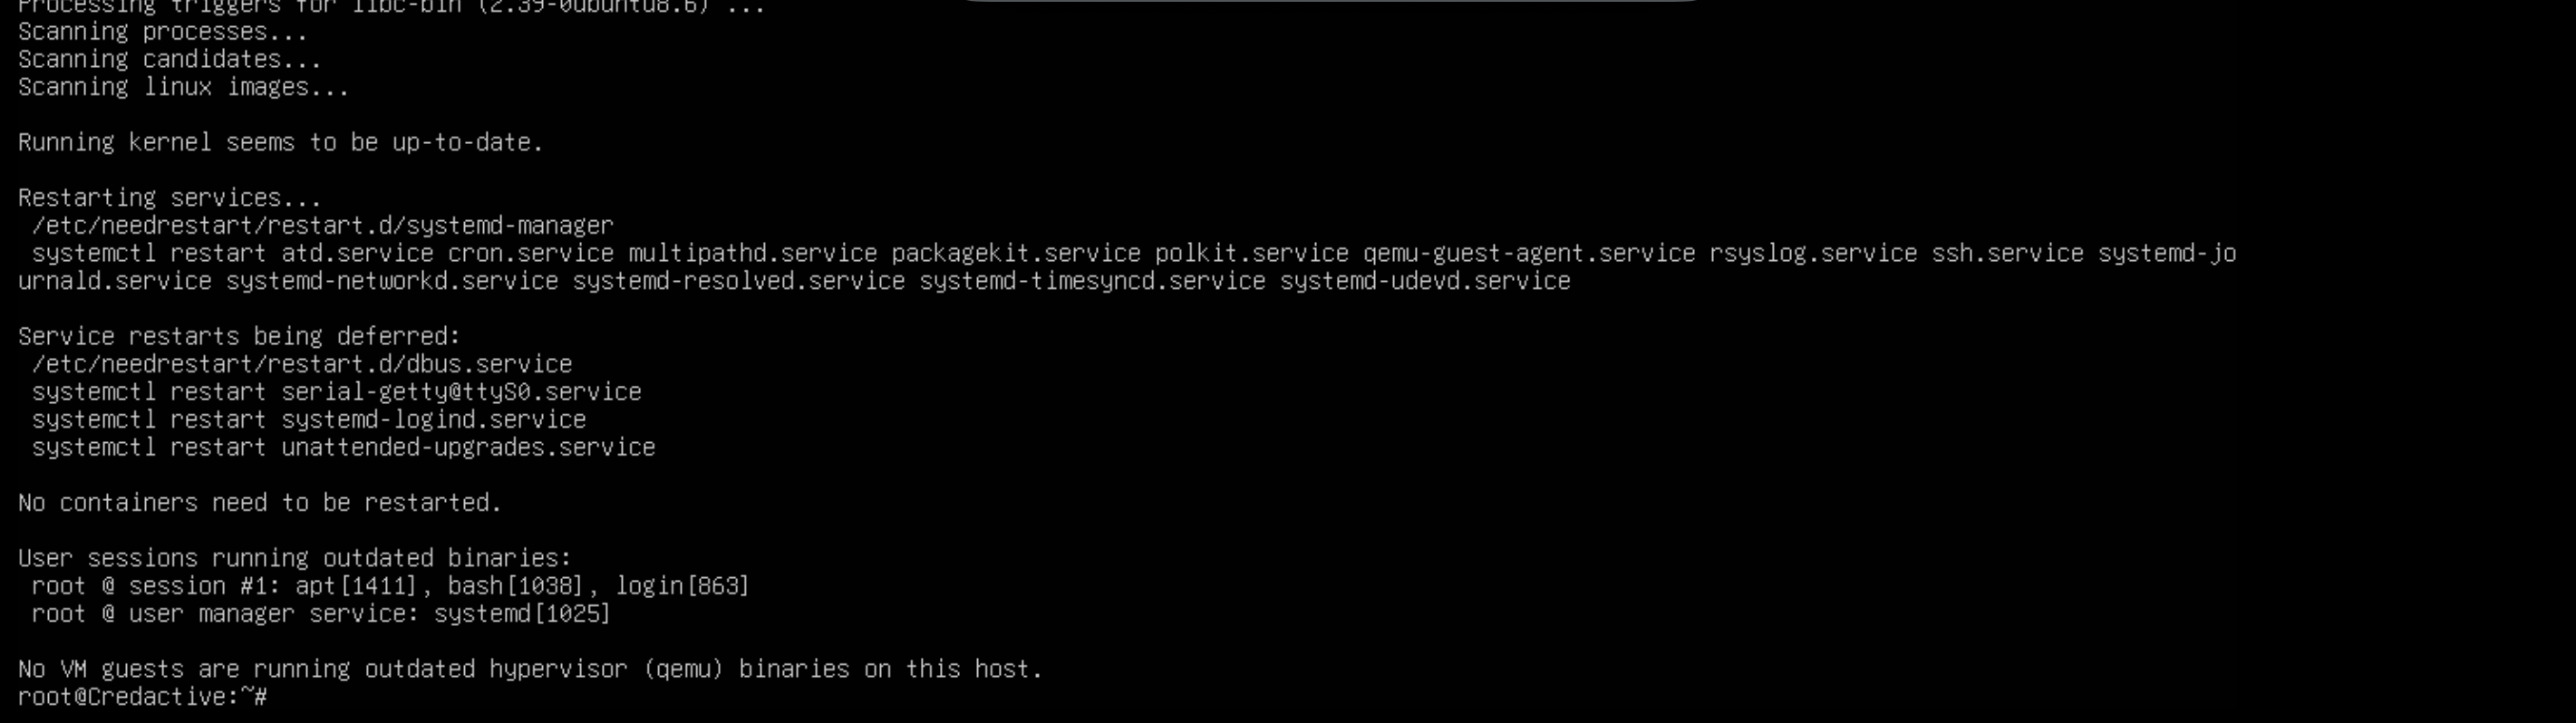 Processing triggers for libc-bin (2.39-0ubuntu8.6) ...
Scanning processes...
Scanning candidates...
Scanning linux images...
Running kernel seems to be up-to-date.
Restarting services...
/etc/needrestart/restart.d/systemd-manager
systemctl restart atd.service cron.service multipathd.service packagekit.service polkit.service qemu-guest-agent.service rsyslog.service ssh.service systemd-jo
urnald.service systemd-networkd.service systemd-resolved.service systemd-timesyncd.service systemd-udevd.service
Service restarts being deferred:
/etc/needrestart/restart.d/dbus.service
systemctl restart serial-getty@ttyS0.service
systemctl restart systemd-logind.service
systemctl restart unattended-upgrades.service
No containers need to be restarted.
User sessions running outdated binaries:
root @ session #1: apt[1411], bash[1038], login[863]
root @ user manager service: systemd[1025]
No VM guests are running outdated hypervisor (qemu) binaries on this host.
root@Credactive:~#